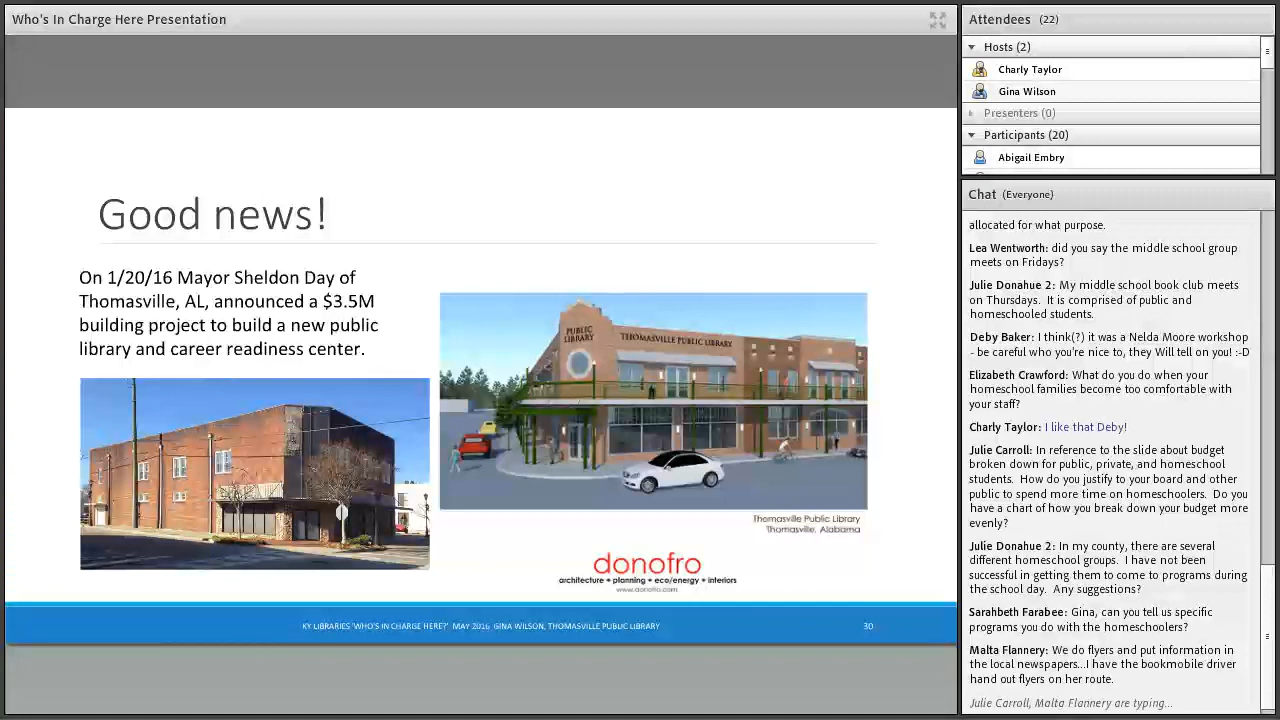 Who's In Charge Here Presentation
Good news!
On 1/20/16 Mayor Sheldon Day of
Thomasville, AL, announced a $3.5M
building project to build a new public
library and career readiness center.
PUBLIC
LIBRARY
THOMASVILLE PUBLIC LIBRARY
Thomasville Public Library
Thomasville, Alabama
donofro
architecture + planning + eco/energy + interiors
www.donofro.com
KY LIBRARIES 'WHO'S IN CHARGE HERE?' MAY 2016 GINA WILSON, THOMASVILLE PUBLIC LIBRARY
30
Attendees (22)
Hosts (2)
Charly Taylor
Gina Wilson
Presenters (0)
Participants (20)
Abigail Embry
Chat (Everyone)
allocated for what purpose.
Lea Wentworth: did you say the middle school group
meets on Fridays?
Julie Donahue 2: My middle school book club meets
on Thursdays. It is comprised of public and
homeschooled students.
Deby Baker: I think(?) it was a Nelda Moore workshop
- be careful who you're nice to, they Will tell on you! :-D
Elizabeth Crawford: What do you do when your
homeschool families become too comfortable with
your staff?
Charly Taylor: I like that Deby!
Julie Carroll: In reference to the slide about budget
broken down for public, private, and homeschool
students. How do you justify to your board and other
public to spend more time on homeschoolers. Do you
have a chart of how you break down your budget more
evenly?
Julie Donahue 2: In my county, there are several
different homeschool groups. I have not been
successful in getting them to come to programs during
the school day. Any suggestions?
Sarahbeth Farabee: Gina, can you tell us specific
programs you do with the homeschoolers?
Malta Flannery: We do flyers and put information in
the local newspapers...I have the bookmobile driver
hand out flyers on her route.
Julie Carroll, Malta Flannery are typing...